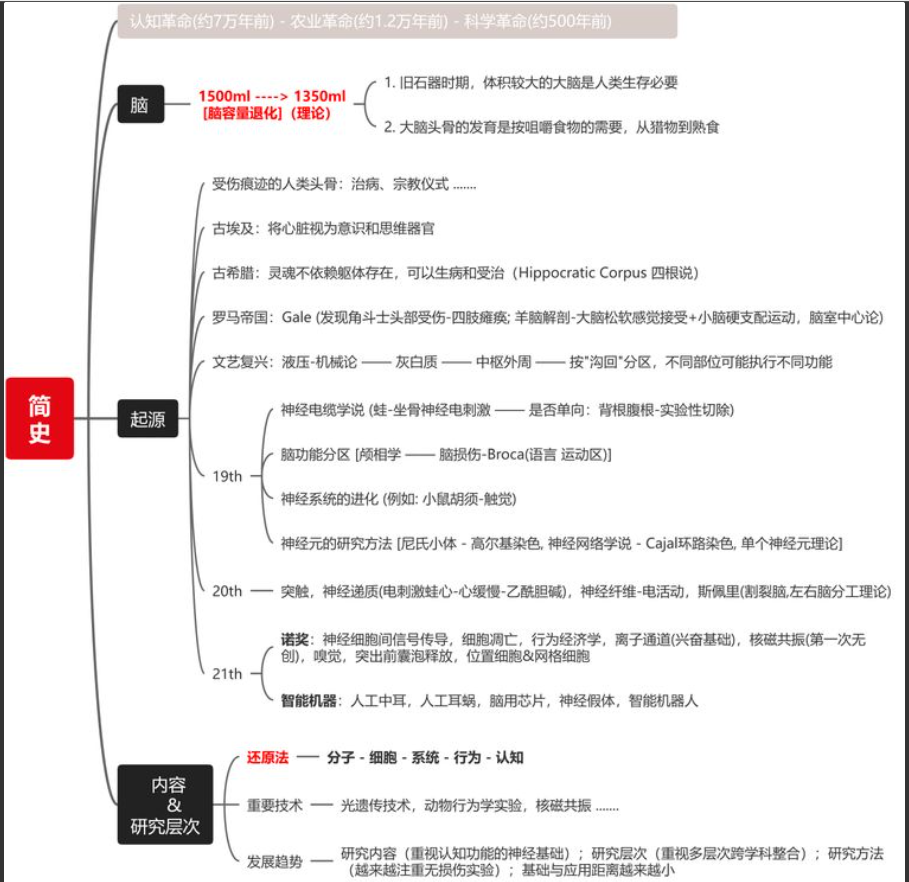 认知革命(约7万年前) - 农业革命(约1.2万年前) - 科学革命(约500年前)
脑
1500ml ----> 1350ml
[脑容量退化]（理论）
1. 旧石器时期，体积较大的大脑是人类生存必要
2. 大脑头骨的发育是按咀嚼食物的需要，从猎物到熟食
简
史
起源
受伤痕迹的人类头骨：治病、宗教仪式 .......
古埃及：将心脏视为意识和思维器官
古希腊：灵魂不依赖躯体存在，可以生病和受治（Hippocratic Corpus 四根说）
罗马帝国：Gale (发现角斗士头部受伤-四肢瘫痪; 羊脑解剖-大脑松软感觉接受+小脑硬支配运动，脑室中心论)
文艺复兴：液压-机械论 —— 灰白质 —— 中枢外周 —— 按"沟回"分区，不同部位可能执行不同功能
19th
神经电缆学说 (蛙-坐骨神经电刺激 —— 是否单向：背根腹根-实验性切除)
脑功能分区 [颅相学 —— 脑损伤-Broca(语言 运动区)]
神经系统的进化 (例如: 小鼠胡须-触觉)
神经元的研究方法 [尼氏小体 - 高尔基染色, 神经网络学说 - Cajal环路染色, 单个神经元理论]
20th
突触，神经递质(电刺激蛙心-心缓慢-乙酰胆碱)，神经纤维-电活动，斯佩里(割裂脑,左右脑分工理论)
21th
诺奖：神经细胞间信号传导，细胞凋亡，行为经济学，离子通道(兴奋基础)，核磁共振(第一次无
创)，嗅觉，突出前囊泡释放，位置细胞&网格细胞
智能机器：人工中耳，人工耳蜗，脑用芯片，神经假体，智能机器人
内容
&
研究层次
还原法
分子 - 细胞 - 系统 - 行为 - 认知
重要技术
光遗传技术，动物行为学实验，核磁共振 .......
发展趋势
研究内容（重视认知功能的神经基础）；研究层次（重视多层次跨学科整合）；研究方法
（越来越注重无损伤实验）；基础与应用距离越来越小